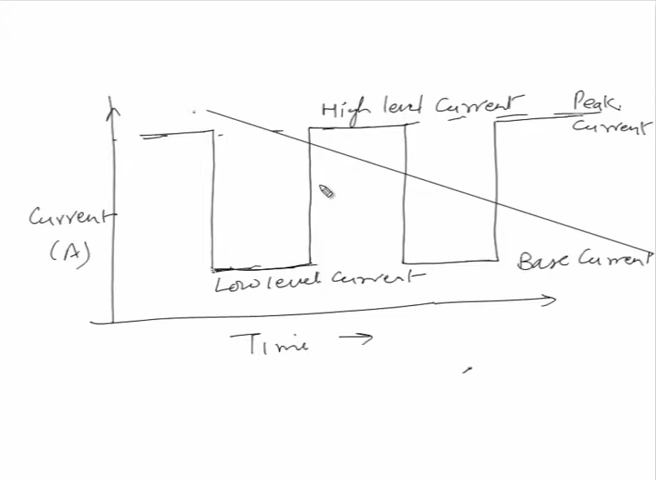 High level Current
Peak
Current
Current
(A)
Base Current
Low level Current
Time